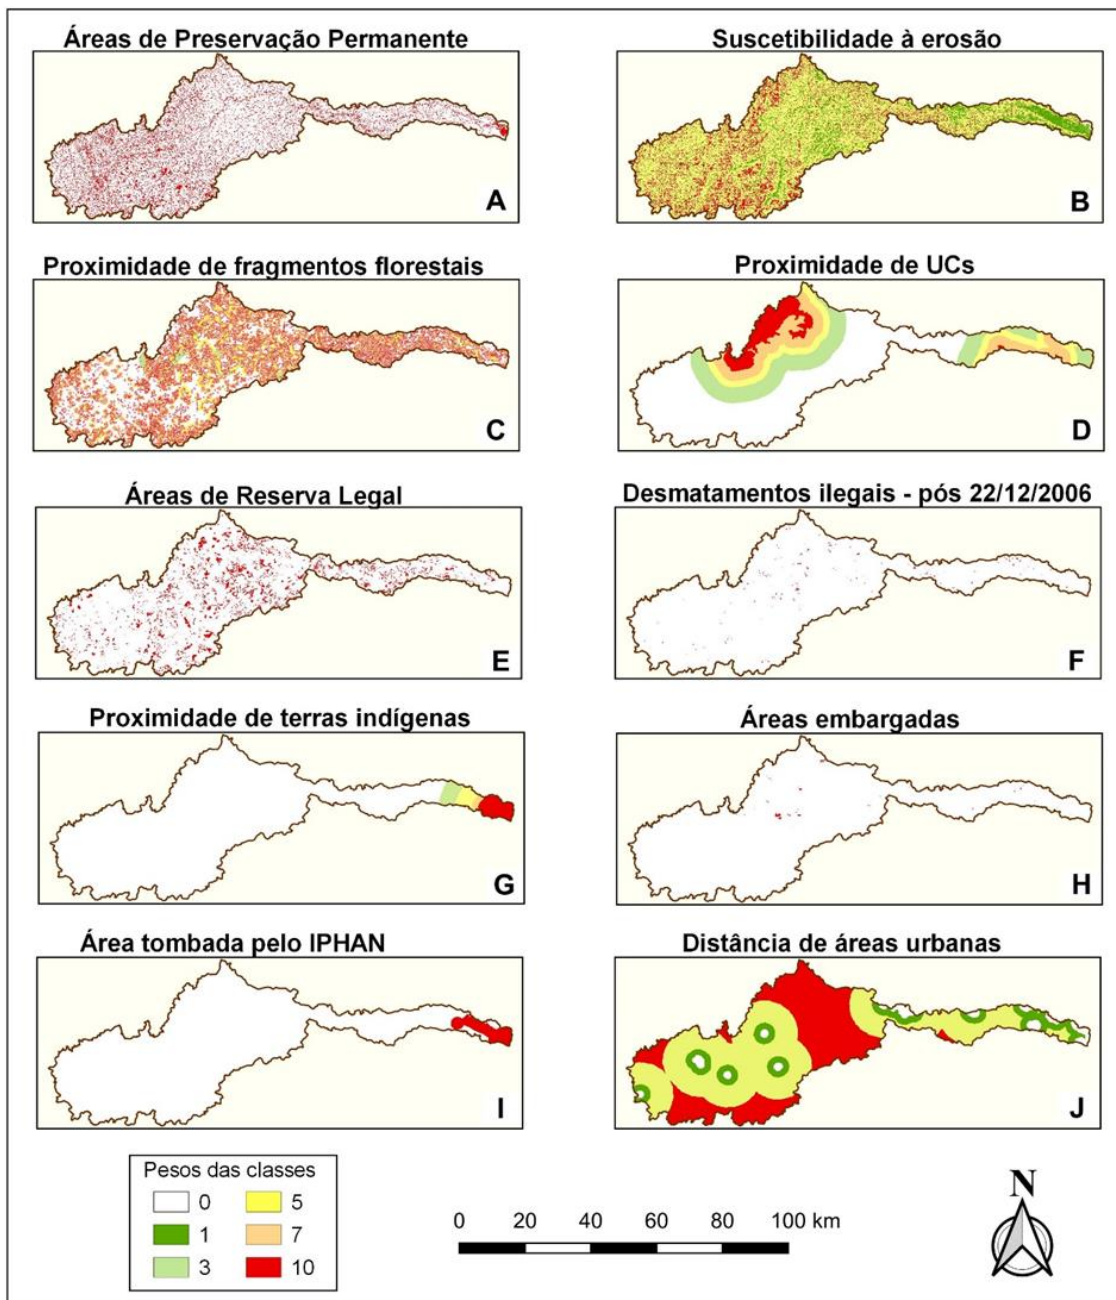 Áreas de Preservação Permanente
Suscetibilidade à erosão
A
B
Proximidade de fragmentos florestais
Proximidade de UCs
C
D
Áreas de Reserva Legal
Desmatamentos ilegais - pós 22/12/2006
E
F
Proximidade de terras indígenas
Áreas embargadas
G
H
Área tombada pelo IPHAN
Distância de áreas urbanas
I
J
Pesos das classes
0 5
1 7
3 10
0 20 40 60 80 100 km
N